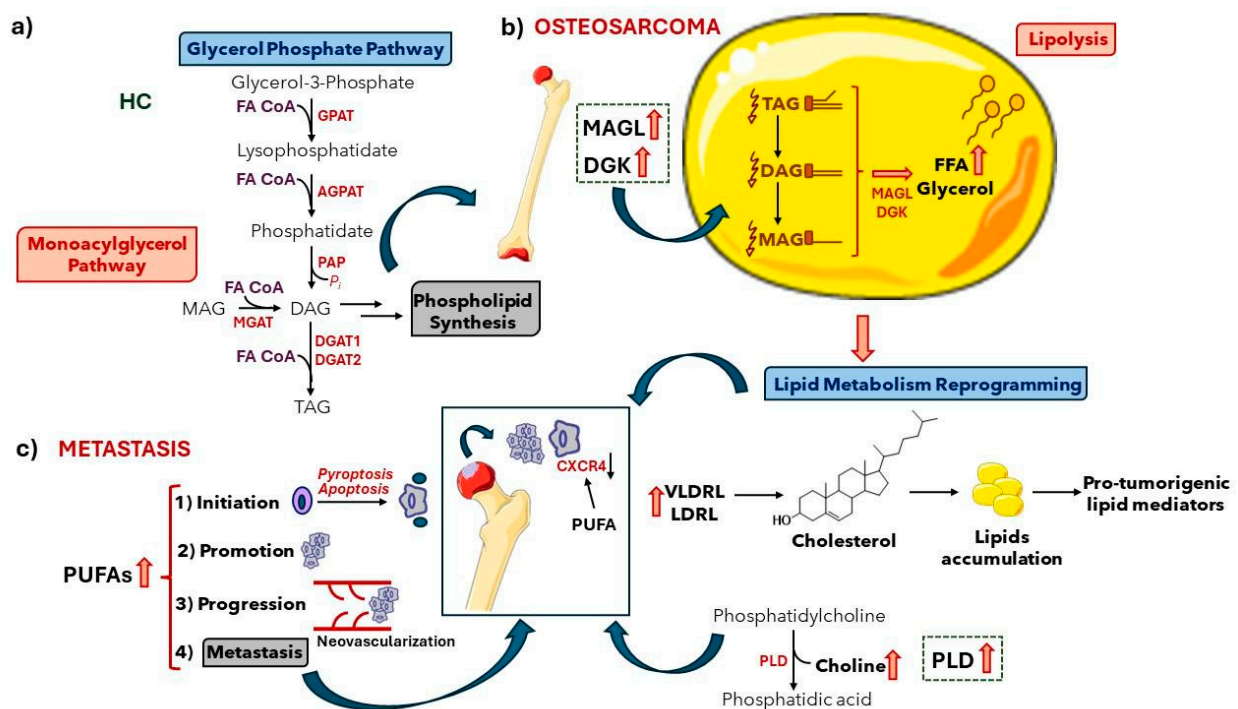 a)
Glycerol Phosphate Pathway
HC
Glycerol-3-Phosphate
FA CoA
GPAT
Lysophosphatidate
FA CoA
AGPAT
Phosphatidate
Monoacylglycerol
Pathway
PAP
Pi
FA CoA
MAG
DAG
MGAT
Phospholipid
Synthesis
DGAT1
FA CoA
DGAT2
TAG
b) OSTEOSARCOMA
Lipolysis
MAGL
DGK
TAG
DAG
MAG
MAGL
DGK
FFA
Glycerol
Lipid Metabolism Reprogramming
VLDRL
LDRL
HO
Cholesterol
Lipids
accumulation
Pro-tumorigenic
lipid mediators
Phosphatidylcholine
PLD
Choline
PLD
Phosphatidic acid
c) METASTASIS
PUFAs
1) Initiation
Pyroptosis
Apoptosis
2) Promotion
3) Progression
Neovascularization
4) Metastasis
CXCR4
PUFA